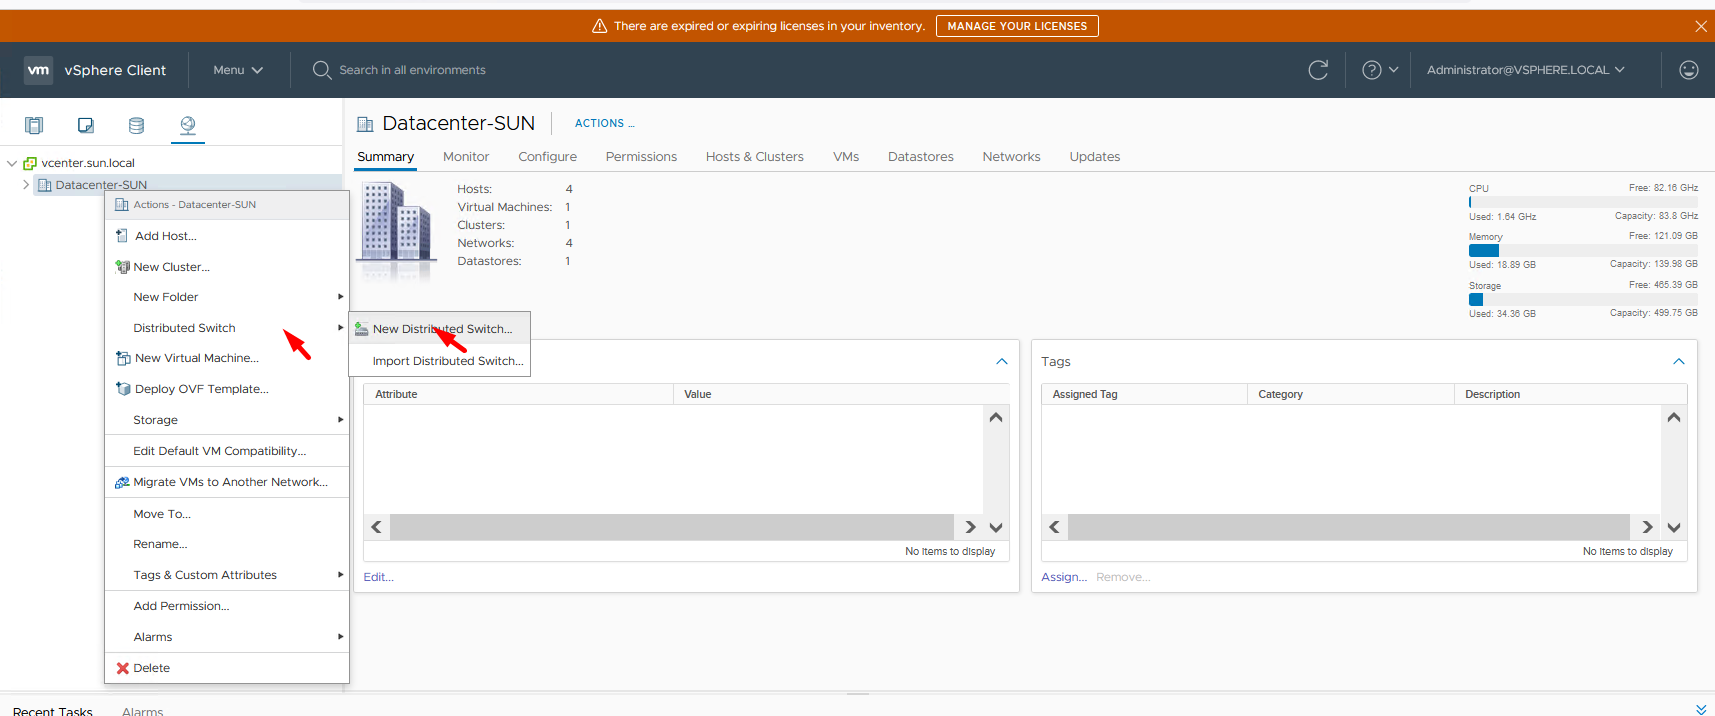 There are expired or expiring licenses in your inventory. MANAGE YOUR LICENSES
vm vSphere Client Menu Search in all environments Administrator@VSPHERE.LOCAL
vcenter.sun.local
Datacenter-SUN
Actions - Datacenter-SUN
Add Host...
New Cluster...
New Folder
Distributed Switch
New Virtual Machine...
Deploy OVF Template...
Storage
Edit Default VM Compatibility...
Migrate VMs to Another Network...
Move To...
Rename...
Tags & Custom Attributes
Add Permission...
Alarms
Delete
New Distributed Switch...
Import Distributed Switch...
Datacenter-SUN ACTIONS ...
Summary Monitor Configure Permissions Hosts & Clusters VMs Datastores Networks Updates
Hosts: 4
Virtual Machines: 1
Clusters: 1
Networks: 4
Datastores: 1
CPU Free: 82.16 GHz
Used: 1.64 GHz Capacity: 83.8 GHz
Memory Free: 121.09 GB
Used: 18.89 GB Capacity: 139.98 GB
Storage Free: 465.39 GB
Used: 34.36 GB Capacity: 499.75 GB
Attribute Value
No items to display
Edit...
Tags
Assigned Tag Category Description
No items to display
Assign... Remove...
Recent Tasks Alarms